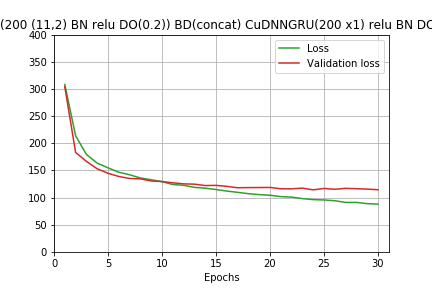 (200 (11,2) BN relu DO(0.2)) BD(concat) CuDNNGRU(200 x1) relu BN DO
400
350
300
250
200
150
100
50
0
Loss
Validation loss
0 5 10 15 20 25 30
Epochs